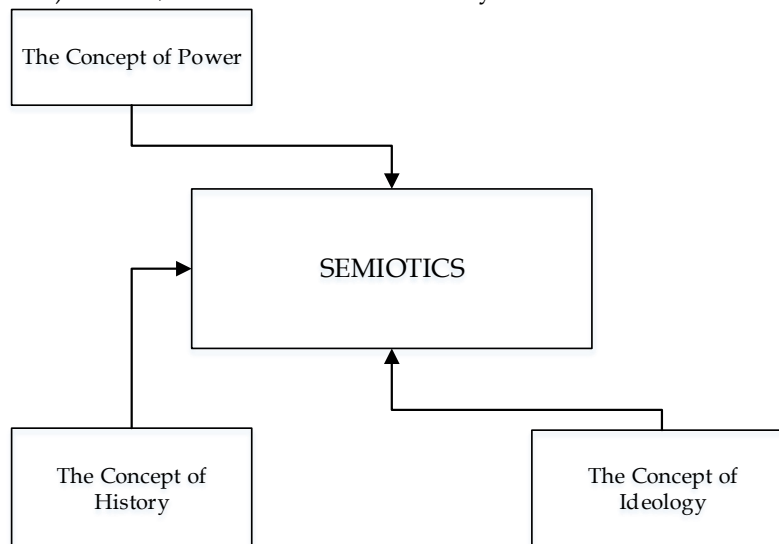 The Concept of Power
SEMIOTICS
The Concept of
History
The Concept of
Ideology